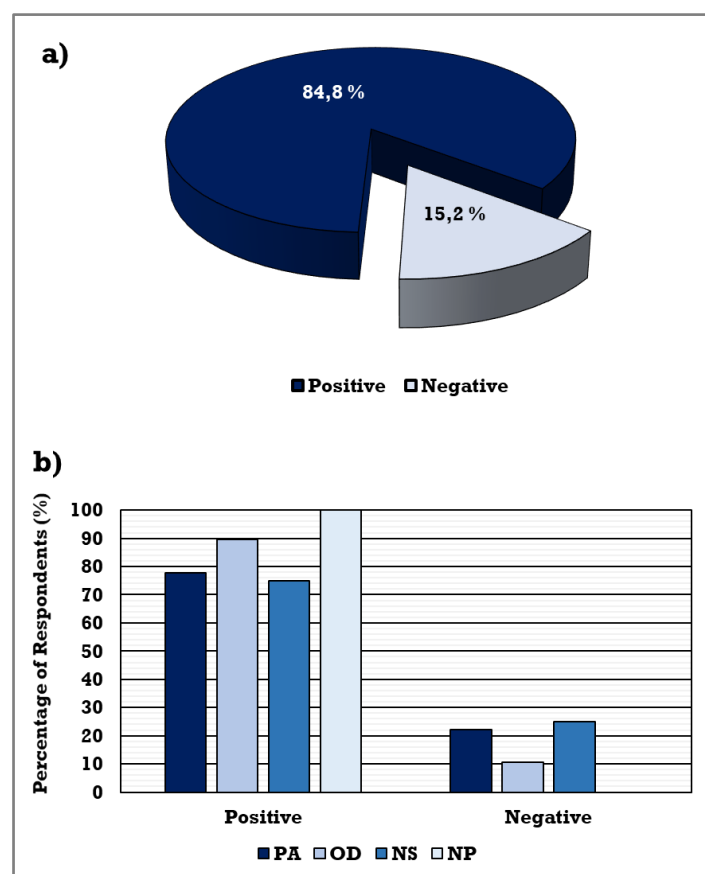 a)
84,8 %
15,2 %
Positive Negative
b)
Percentage of Respondents (%)
100
90
80
70
60
50
40
30
20
10
0
Positive Negative
PA OD NS NP